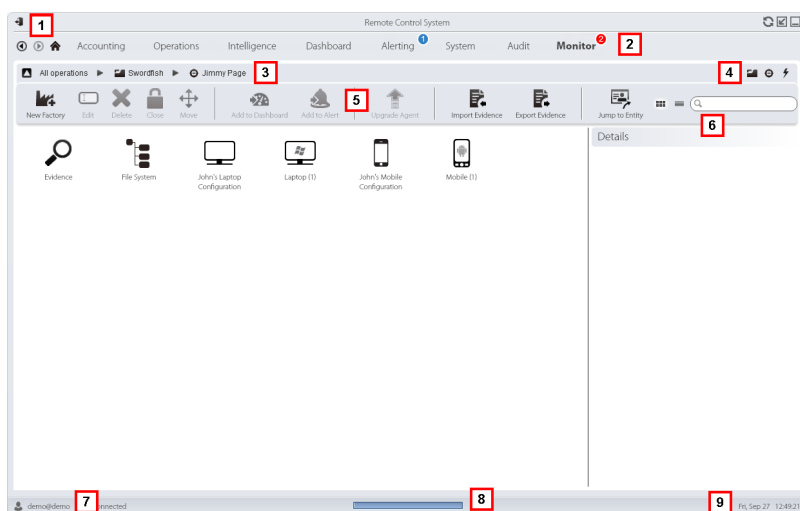 Remote Control System
1
Accounting Operations Intelligence Dashboard Alerting 1 System Audit Monitor 2 2
All operations Swordfish Jimmy Page 3 4
New Factory Edit Delete Close Move Add to Dashboard Add to Alert 5 Upgrade Agent Import Evidence Export Evidence Jump to Entity 6
Details
Evidence File System John's Laptop Laptop (1) John's Mobile Mobile (1)
Configuration Configuration
demo@demo 7 8 9 Fri, Sep 27 12:49:21